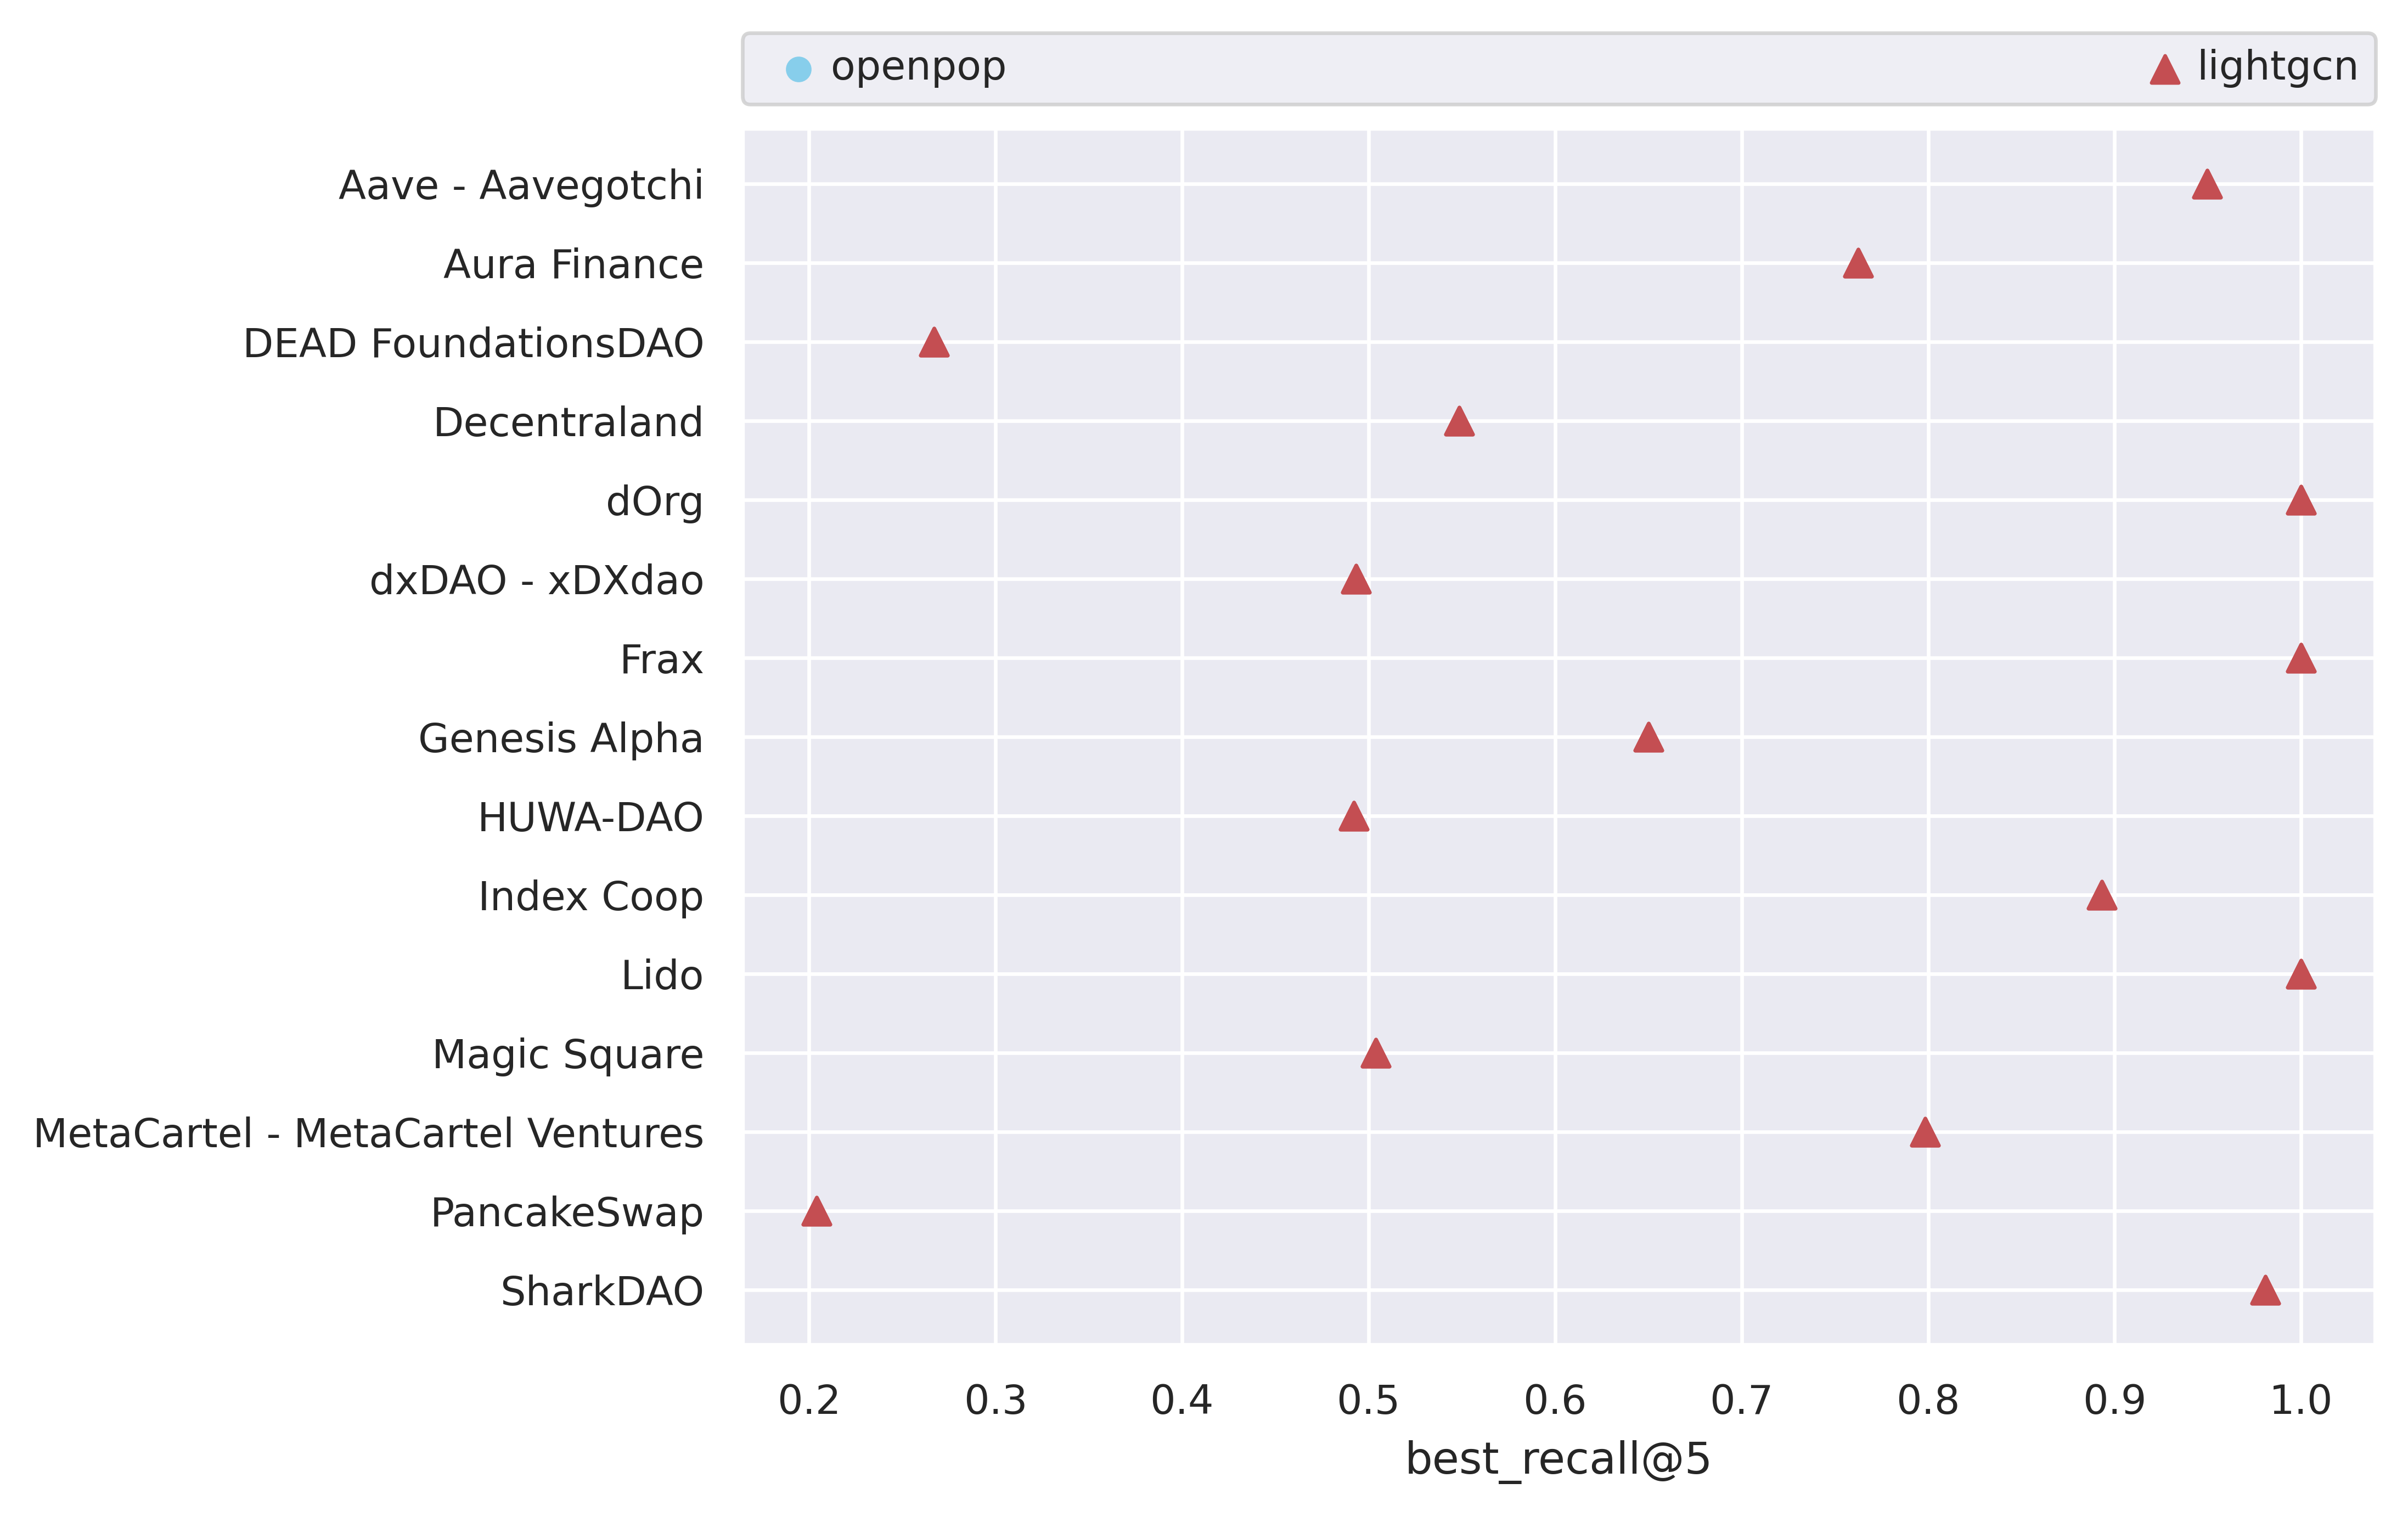 openpop lightgcn
Aave - Aavegotchi
Aura Finance
DEAD FoundationsDAO
Decentraland
dOrg
dxDAO - xDXdao
Frax
Genesis Alpha
HUWA-DAO
Index Coop
Lido
Magic Square
MetaCartel - MetaCartel Ventures
PancakeSwap
SharkDAO
0.2 0.3 0.4 0.5 0.6 0.7 0.8 0.9 1.0
best_recall@5